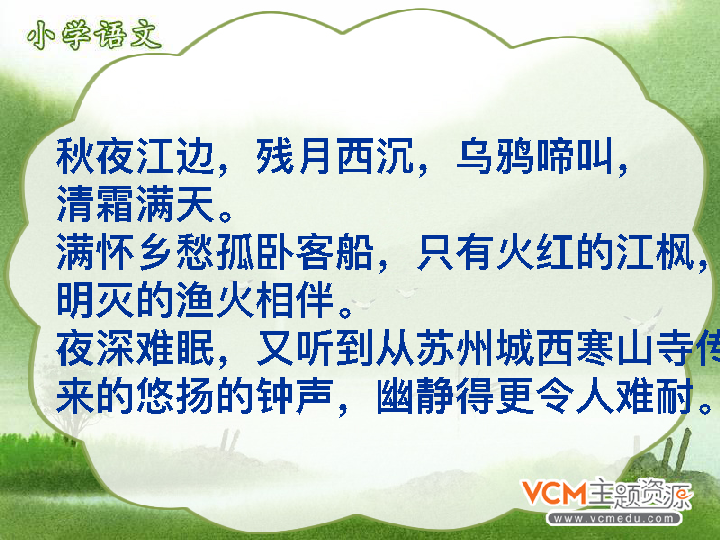 小学语文
秋夜江边，残月西沉，乌鸦啼叫，
清霜满天。
满怀乡愁孤卧客船，只有火红的江枫，
明灭的渔火相伴。
夜深难眠，又听到从苏州城西寒山寺传
来的悠扬的钟声，幽静得更令人难耐。
VCM主题资源
www.vcmedu.com